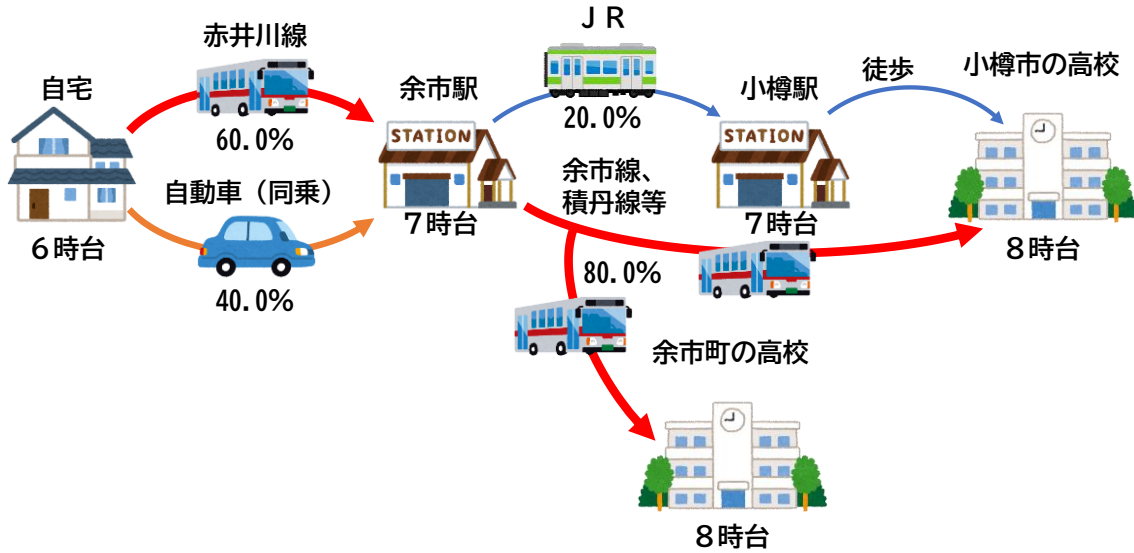 赤井川線
自宅
60.0%
6時台
自動車（同乗）
40.0%
余市駅
STATION
7時台
JR
20.0%
余市線、
積丹線等
80.0%
小樽駅
STATION
7時台
徒歩
小樽市の高校
8時台
余市町の高校
8時台